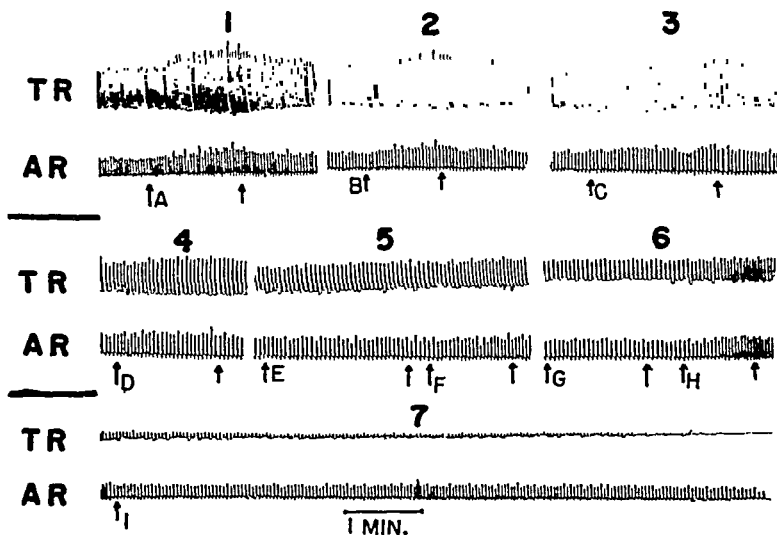 1 2 3
TR
AR
↑A ↑ B↑ ↑ ↑C ↑
4 5 6
TR
AR
↑D ↑ ↑E ↑ ↑F ↑ ↑G ↑ ↑H ↑
7
TR
AR
↑I
1 MIN.